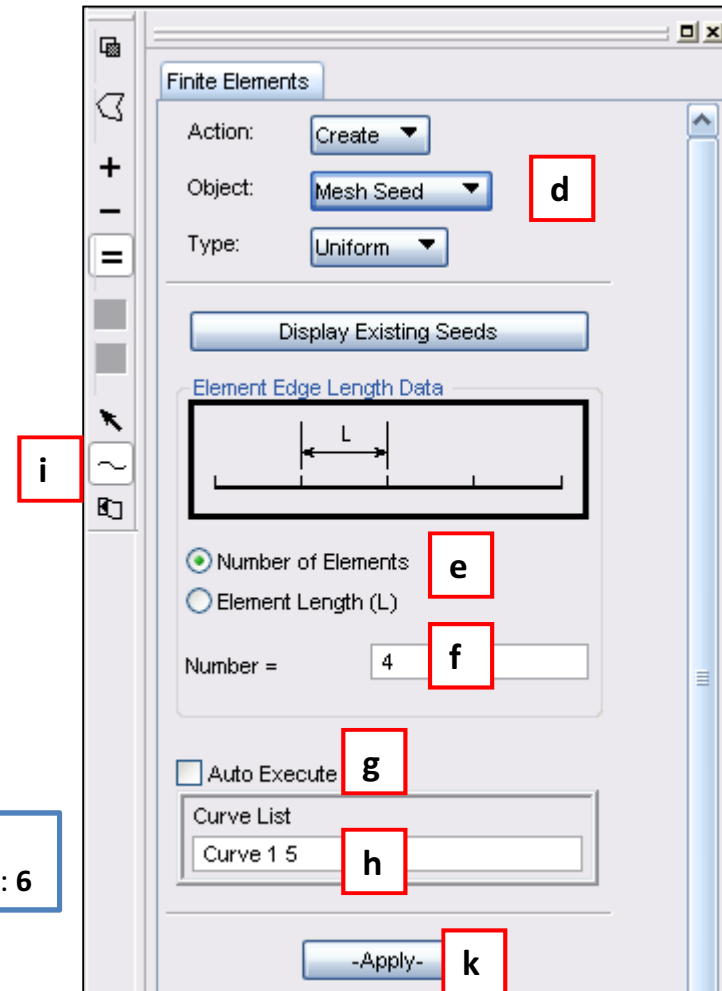 Finite Elements
Action: Create
Object: Mesh Seed d
Type: Uniform
Display Existing Seeds
Element Edge Length Data
L
i
Number of Elements e
Element Length (L)
Number = 4 f
Auto Execute g
Curve List
Curve 1 5 h
: 6
-Apply- k